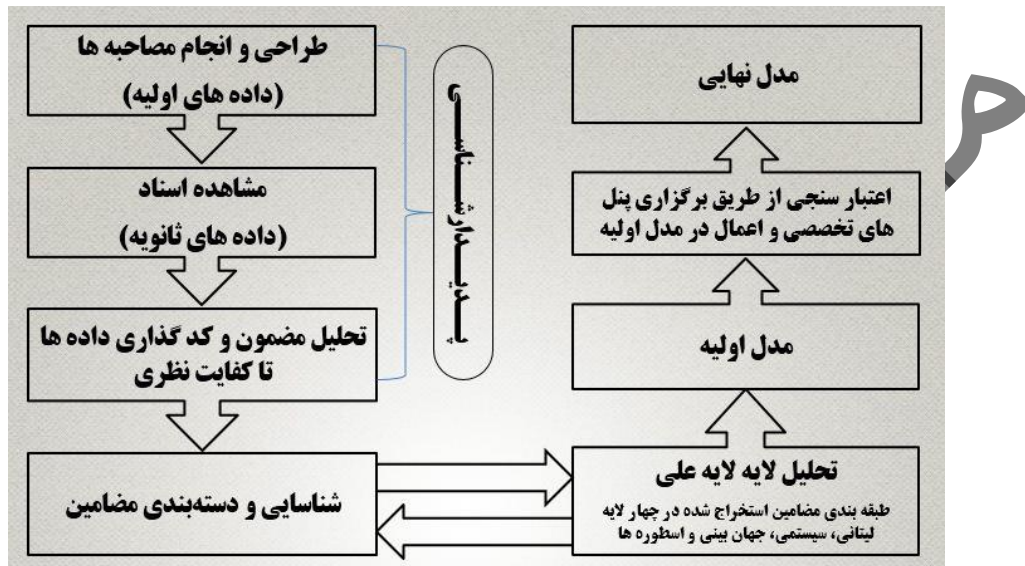 طراحی و انجام مصاحبه ها
(داده های اولیه)
مشاهده اسناد
(داده های ثانویه)
تحلیل مضمون و کد گذاری داده ها
تا کفایت نظری
شناسایی و دسته‌بندی مضامین
پدیدارشناسی
تحلیل لایه لایه علی
طبقه بندی مضامین استخراج شده در چهار لایه
لیتانی، سیستمی، جهان بینی و اسطوره ها
مدل اولیه
اعتبار سنجی از طریق برگزاری پنل
های تخصصی و اعمال در مدل اولیه
مدل نهایی